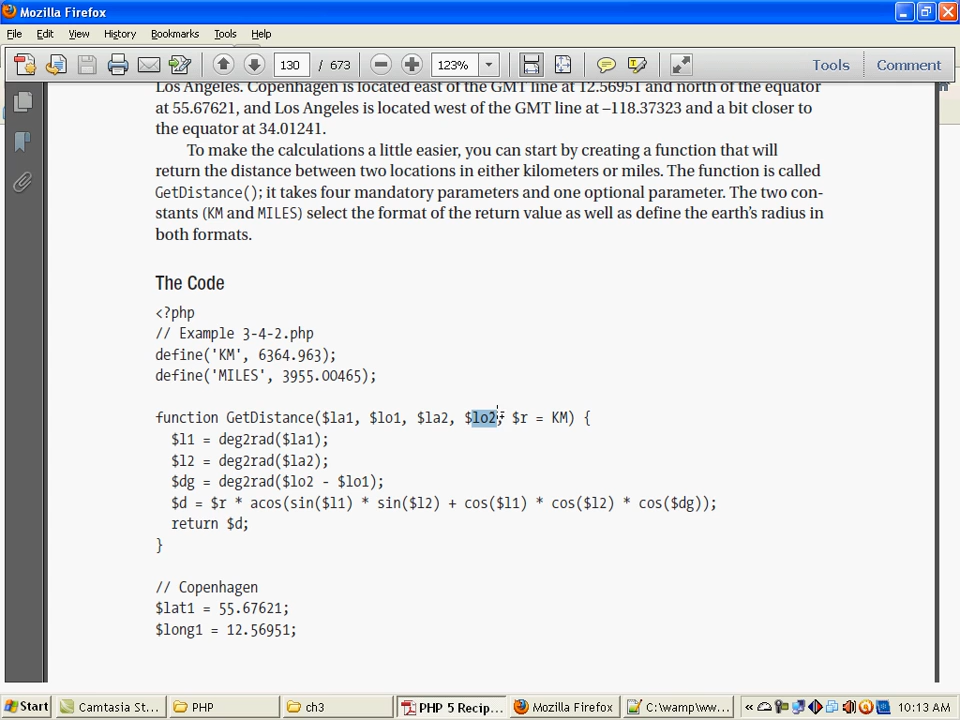 Mozilla Firefox
File Edit View History Bookmarks Tools Help
130 / 673 123% Tools Comment
Los Angeles. Copenhagen is located east of the GMT line at 12.56951 and north of the equator
at 55.67621, and Los Angeles is located west of the GMT line at –118.37323 and a bit closer to
the equator at 34.01241.
To make the calculations a little easier, you can start by creating a function that will
return the distance between two locations in either kilometers or miles. The function is called
GetDistance(); it takes four mandatory parameters and one optional parameter. The two con-
stants (KM and MILES) select the format of the return value as well as define the earth's radius in
both formats.
The Code
<?php
// Example 3-4-2.php
define('KM', 6364.963);
define('MILES', 3955.00465);
function GetDistance($la1, $lo1, $la2, $lo2, $r = KM) {
$l1 = deg2rad($la1);
$l2 = deg2rad($la2);
$dg = deg2rad($lo2 - $lo1);
$d = $r * acos(sin($l1) * sin($l2) + cos($l1) * cos($l2) * cos($dg));
return $d;
}
// Copenhagen
$lat1 = 55.67621;
$long1 = 12.56951;
Start Camtasia St... PHP ch3 PHP 5 Recip... Mozilla Firefox C:\wamp\ww... « 10:13 AM